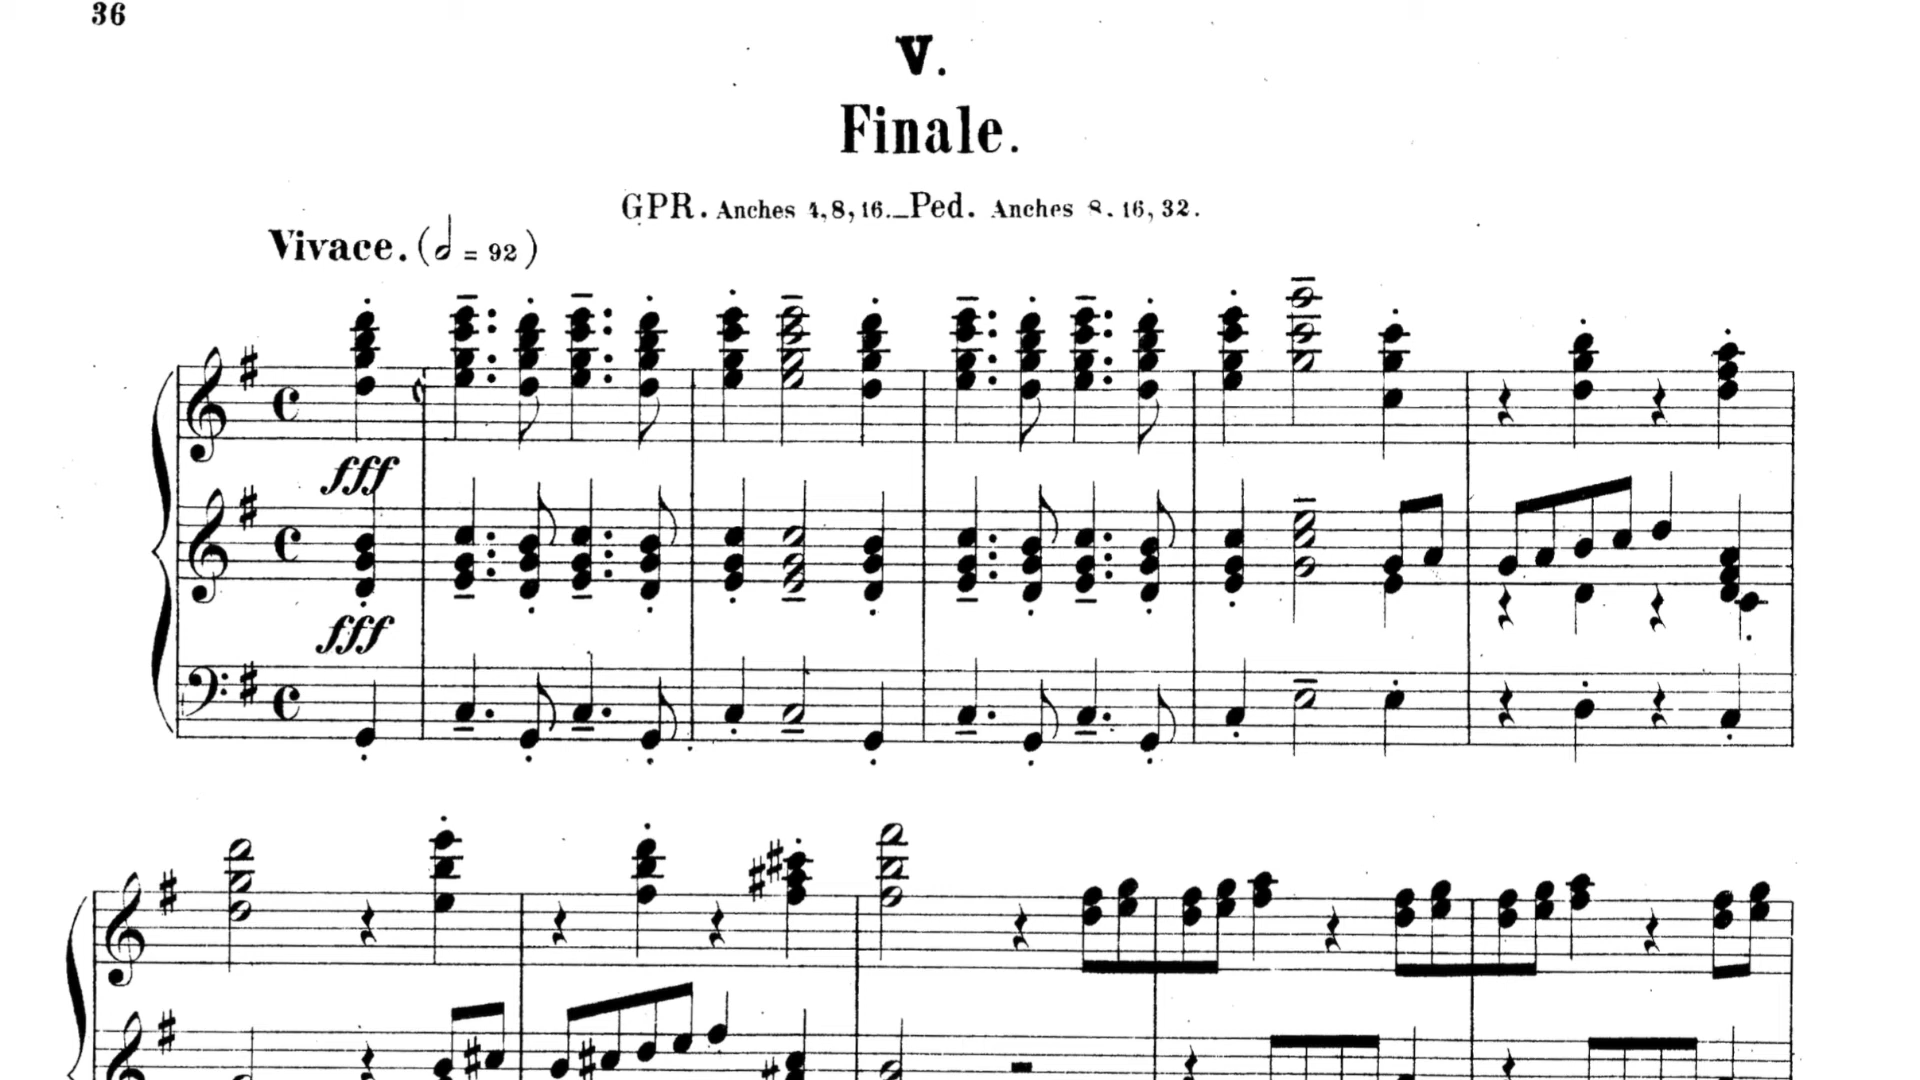 36
V.
Finale.
GPR. Anches 4, 8, 16._Ped. Anches 8. 16, 32.
Vivace. (𝅗𝅥 = 92)
fff
fff